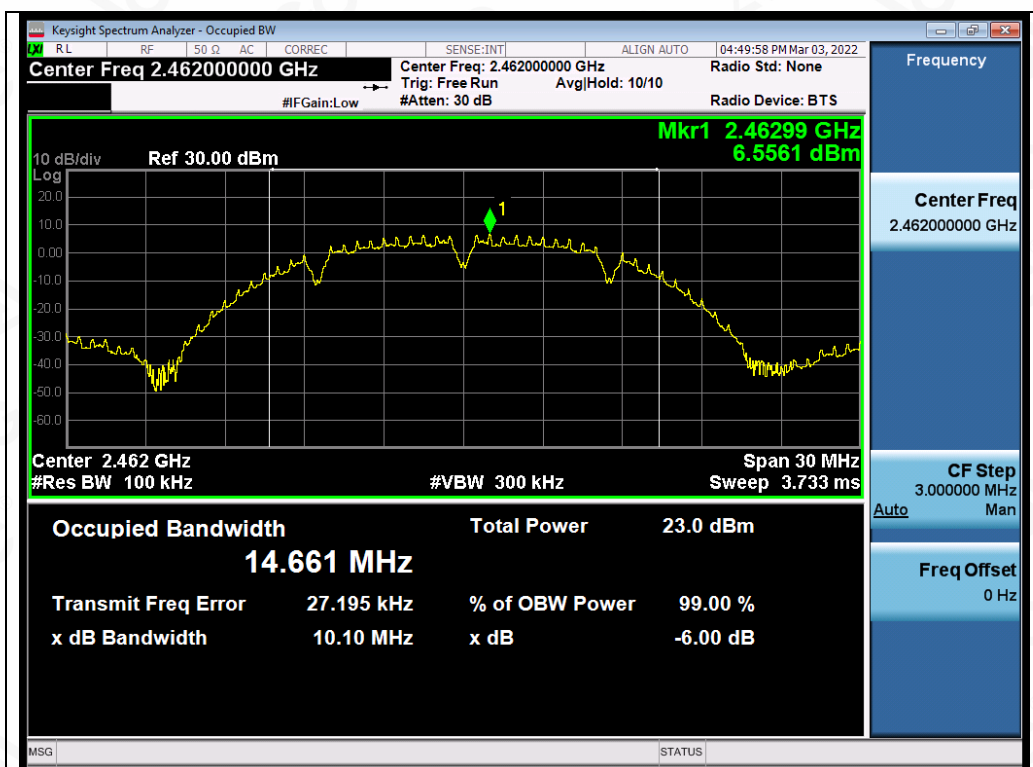 Keysight Spectrum Analyzer - Occupied BW
LXI RL RF 50 Ω AC CORREC SENSE:INT ALIGN AUTO 04:49:58 PM Mar 03, 2022
Center Freq 2.462000000 GHz Center Freq: 2.462000000 GHz Radio Std: None
Trig: Free Run Avg|Hold: 10/10
#IFGain:Low #Atten: 30 dB Radio Device: BTS
Frequency
Mkr1 2.46299 GHz
6.5561 dBm
10 dB/div Ref 30.00 dBm
Log
20.0
10.0
0.00
-10.0
-20.0
-30.0
-40.0
-50.0
-60.0
1
Center 2.462 GHz Span 30 MHz
#Res BW 100 kHz #VBW 300 kHz Sweep 3.733 ms
Center Freq
2.462000000 GHz
CF Step
3.000000 MHz
Auto Man
Freq Offset
0 Hz
Occupied Bandwidth Total Power 23.0 dBm
14.661 MHz
Transmit Freq Error 27.195 kHz % of OBW Power 99.00 %
x dB Bandwidth 10.10 MHz x dB -6.00 dB
MSG STATUS